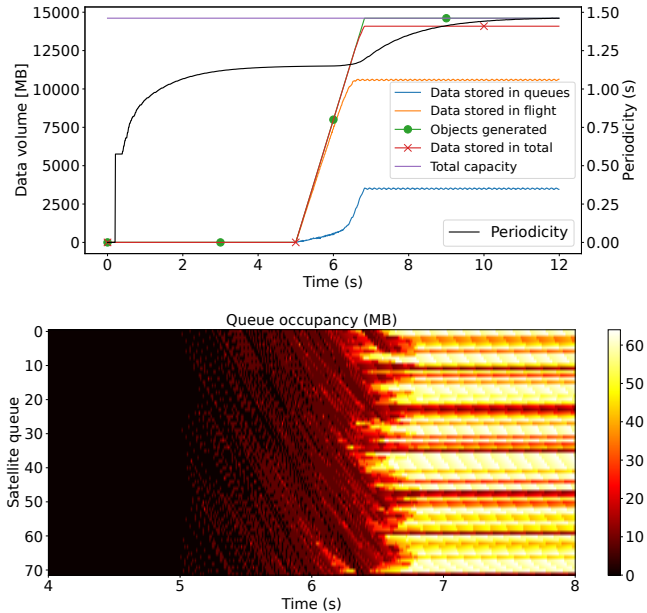 15000
12500
10000
7500
5000
2500
0
Data volume [MB]
1.50
1.25
1.00
0.75
0.50
0.25
0.00
Periodicity (s)
Data stored in queues
Data stored in flight
Objects generated
Data stored in total
Total capacity
Periodicity
0 2 4 6 8 10 12
Time (s)
Queue occupancy (MB)
0
10
20
30
40
50
60
70
Satellite queue
60
50
40
30
20
10
0
4 5 6 7 8
Time (s)